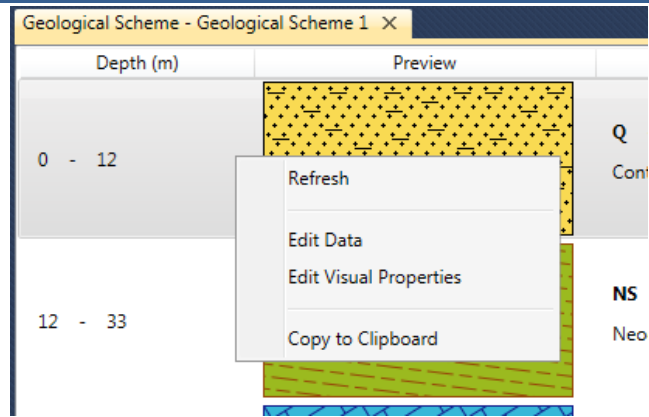 Geological Scheme - Geological Scheme 1 ×
Depth (m) Preview
0 - 12
Q
Refresh
Edit Data
Edit Visual Properties
12 - 33
NS
Neo
Copy to Clipboard